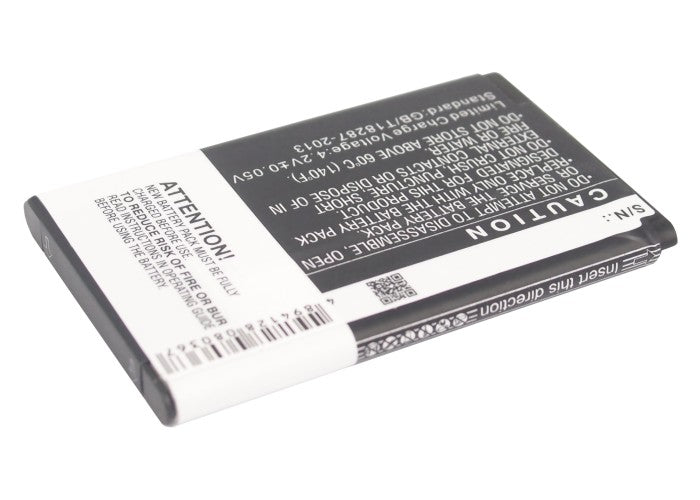 S/N:
CAUTION
-DO NOT ATTEMPT TO DISASSEMBLE, OPEN
OR SERVICE THE BATTERY PACK
-REPLACE ONLY WITH THIS PRODUCT
DESIGNATED.
-DO NOT CRUSH, PUNCTURE, SHORT
EXTERNAL CONTACTS OR DISPOSE OF IN
FIRE OR WATER.
-DO NOT STORE ABOVE 60°C (140°F).
Limited Charge Voltage:4.2V±0.05V
Standard:GB/T18287-2013
Insert this direction
ATTENTION!
NEW BATTERY PACK MUST BE FULLY
CHARGED BEFORE USING
TO REDUCE RISK OF FIRE OR BUR
READ INSTRUCTIONS IN OPERATING GUIDE
BEFORE USING THE BATTERY.
4894128080367